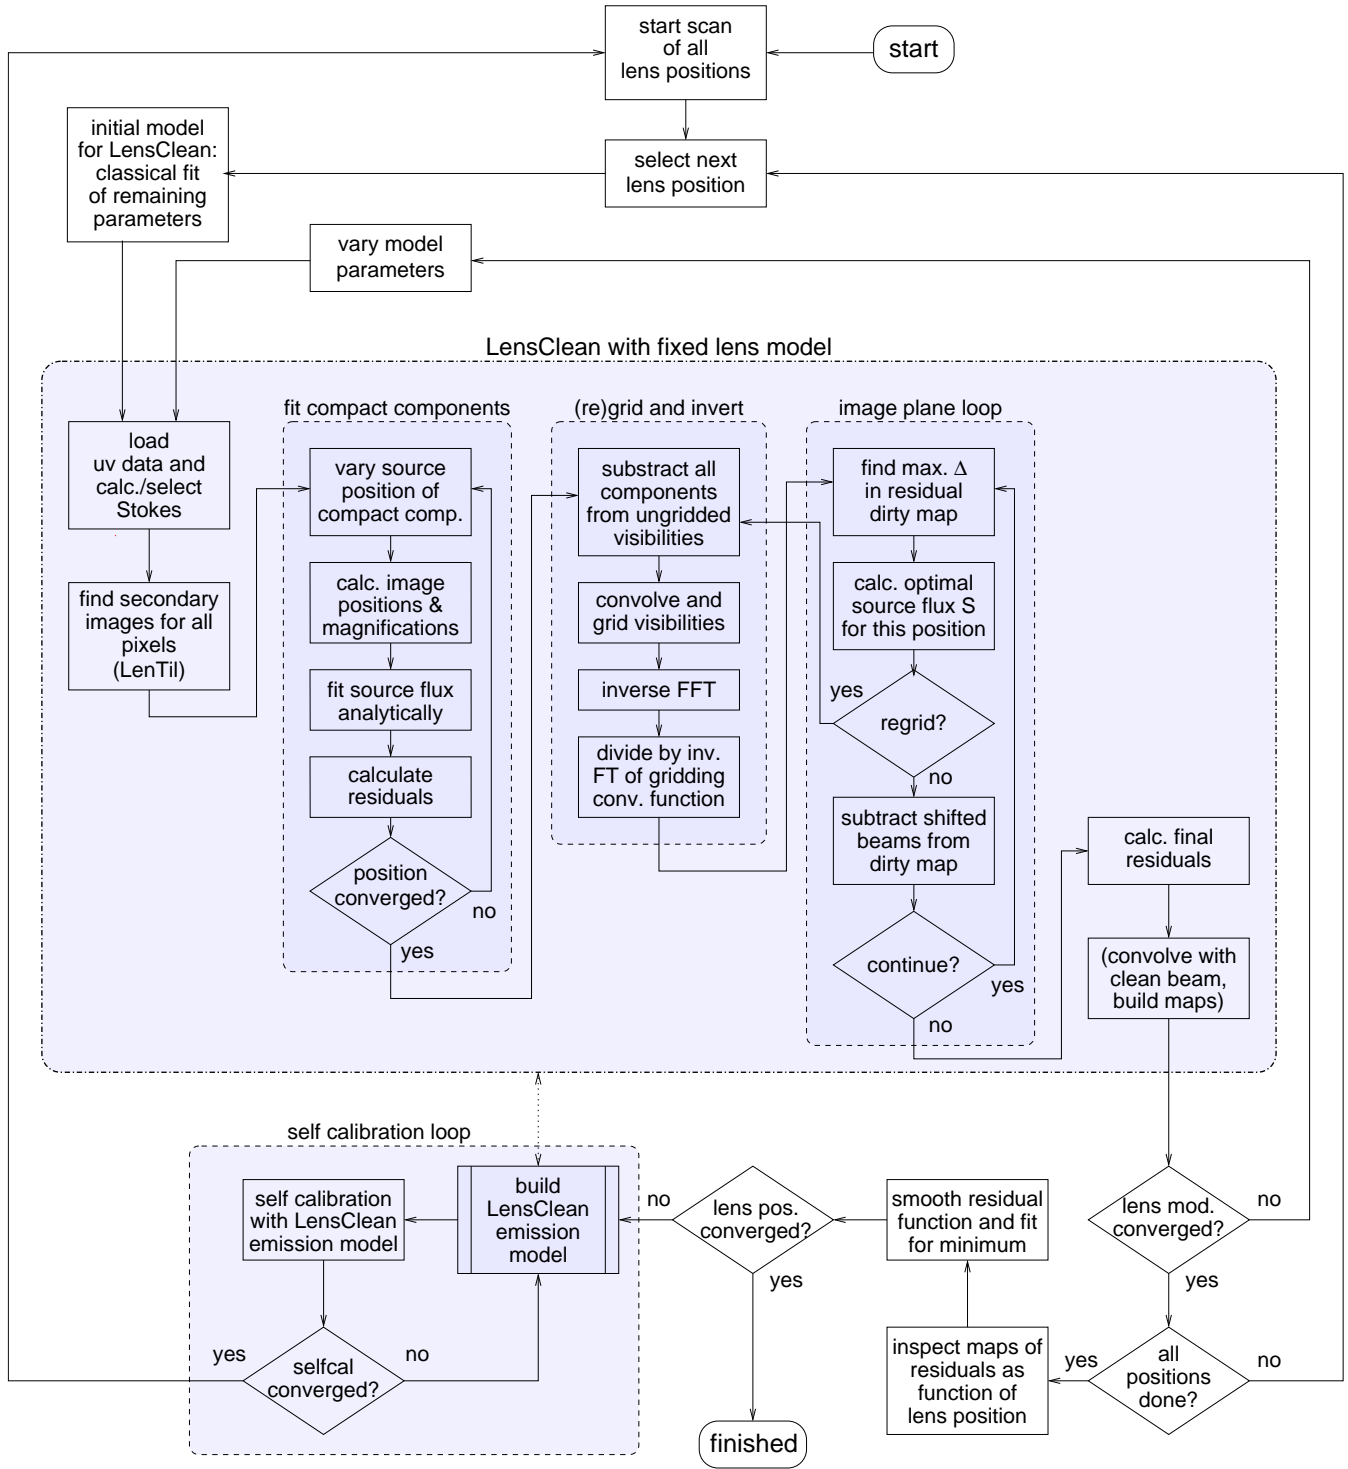 start scan
of all
lens positions
start
initial model
for LensClean:
classical fit
of remaining
parameters
select next
lens position
vary model
parameters
LensClean with fixed lens model
fit compact components
(re)grid and invert
image plane loop
load
uv data and
calc./select
Stokes
find secondary
images for all
pixels
(LenTil)
vary source
position of
compact comp.
calc. image
positions &
magnifications
fit source flux
analytically
calculate
residuals
position
converged?
no
yes
substract all
components
from ungridded
visibilities
convolve and
grid visibilities
inverse FFT
divide by inv.
FT of gridding
conv. function
find max. Δ
in residual
dirty map
calc. optimal
source flux S
for this position
yes
regrid?
no
subtract shifted
beams from
dirty map
continue?
yes
no
calc. final
residuals
(convolve with
clean beam,
build maps)
self calibration loop
self calibration
with LensClean
emission model
build
LensClean
emission
model
no
lens pos.
converged?
yes
smooth residual
function and fit
for minimum
lens mod.
converged?
no
yes
yes
selfcal
converged?
no
inspect maps of
residuals as
function of
lens position
yes
all
positions
done?
no
finished